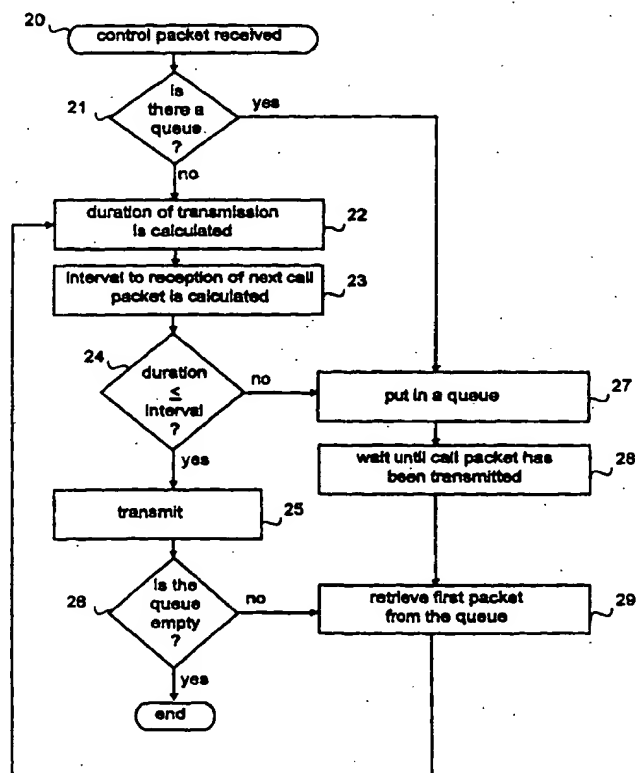 20
control packet received
21
is
there a
queue
?
yes
no
duration of transmission
is calculated
22
interval to reception of next call
packet is calculated
23
24
duration
≤
interval
?
no
yes
put in a queue
27
wait until call packet has
been transmitted
28
transmit
25
26
is the
queue
empty
?
no
yes
retrieve first packet
from the queue
29
end